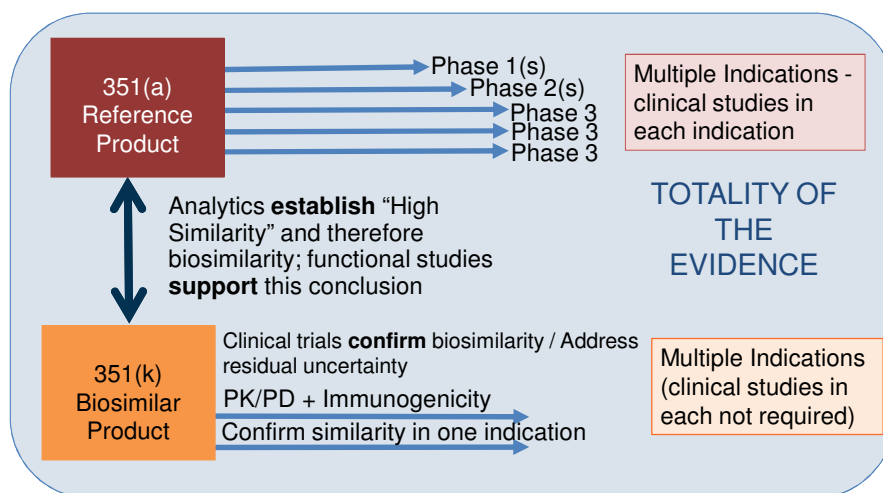 351(a)
Reference
Product
Phase 1(s)
Phase 2(s)
Phase 3
Phase 3
Phase 3
Multiple Indications -
clinical studies in
each indication
Analytics establish “High
Similarity” and therefore
biosimilarity; functional studies
support this conclusion
TOTALITY OF
THE
EVIDENCE
351(k)
Biosimilar
Product
Clinical trials confirm biosimilarity / Address
residual uncertainty
PK/PD + Immunogenicity
Confirm similarity in one indication
Multiple Indications
(clinical studies in
each not required)